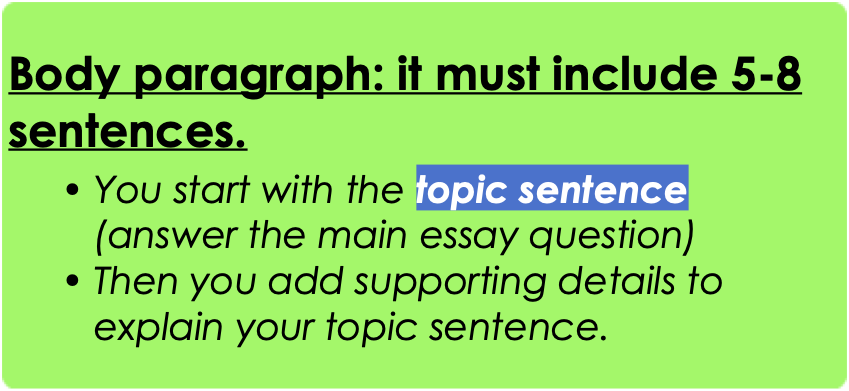 Body paragraph: it must include 5-8
sentences.
• You start with the topic sentence
(answer the main essay question)
• Then you add supporting details to
explain your topic sentence.